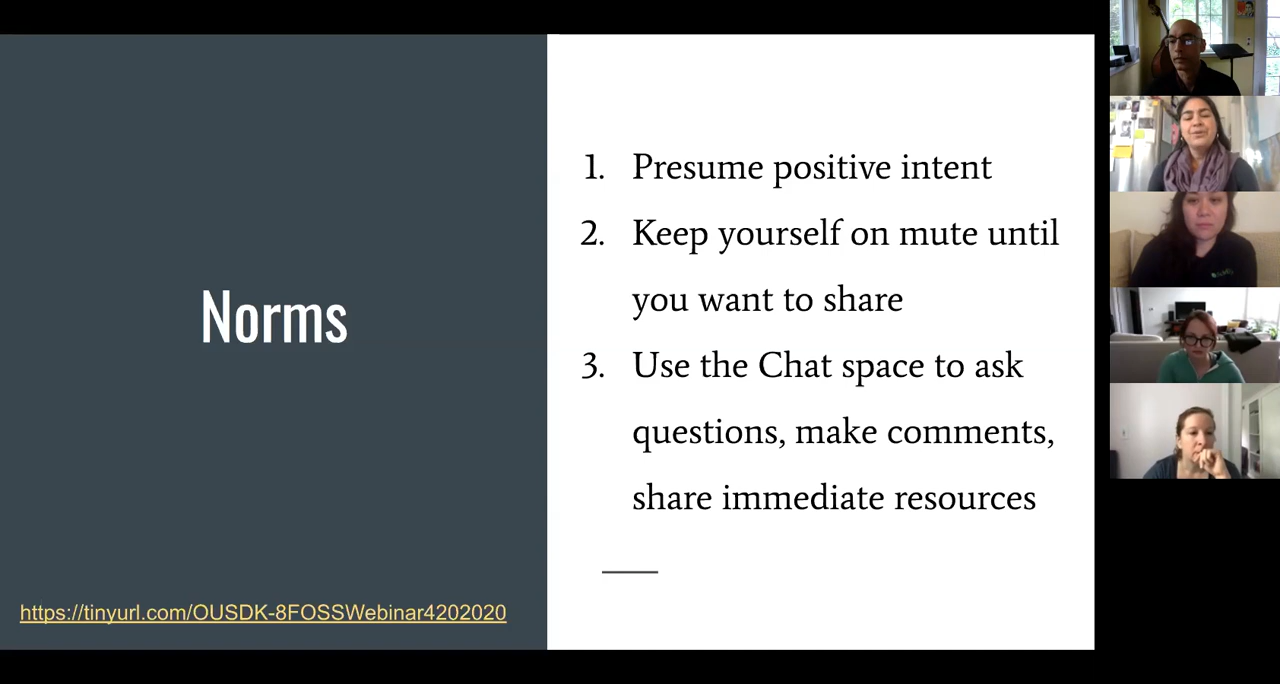 Norms
https://tinyurl.com/OUSDK-8FOSSWebinar4202020
1. Presume positive intent
2. Keep yourself on mute until
you want to share
3. Use the Chat space to ask
questions, make comments,
share immediate resources